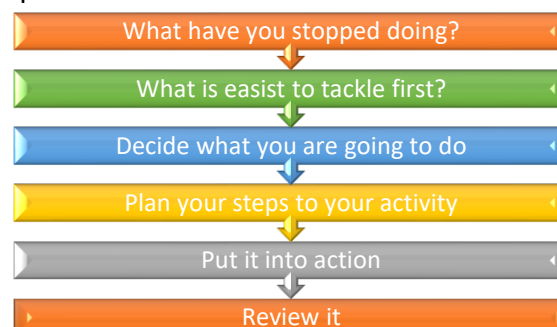 What have you stopped doing?
What is easist to tackle first?
Decide what you are going to do
Plan your steps to your activity
Put it into action
Review it